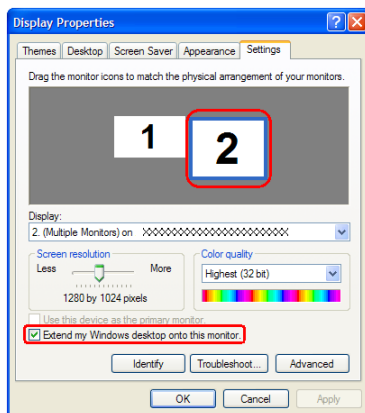 Display Properties
Themes Desktop Screen Saver Appearance Settings
Drag the monitor icons to match the physical arrangement of your monitors.
1 2
Display:
2. (Multiple Monitors) on XXXXXXXXXXXXXXXXXXXXXXX
Screen resolution Color quality
Less More Highest (32 bit)
1280 by 1024 pixels
Use this device as the primary monitor.
Extend my Windows desktop onto this monitor.
Identify Troubleshoot... Advanced
OK Cancel Apply